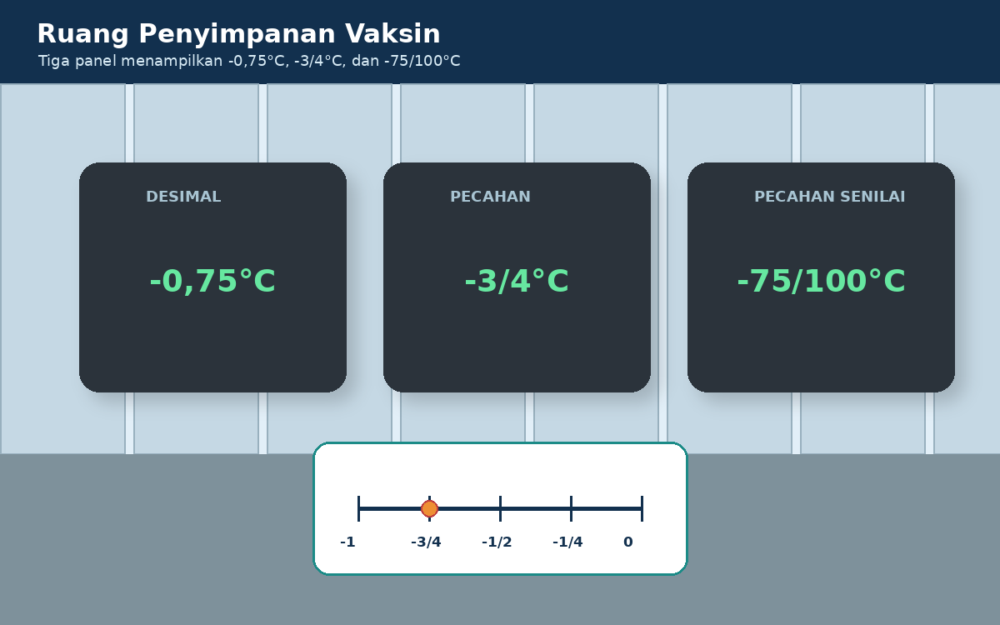 Ruang Penyimpanan Vaksin
Tiga panel menampilkan -0,75°C, -3/4°C, dan -75/100°C
DESIMAL
-0,75°C
PECAHAN
-3/4°C
PECAHAN SENILAI
-75/100°C
-1 -3/4 -1/2 -1/4 0